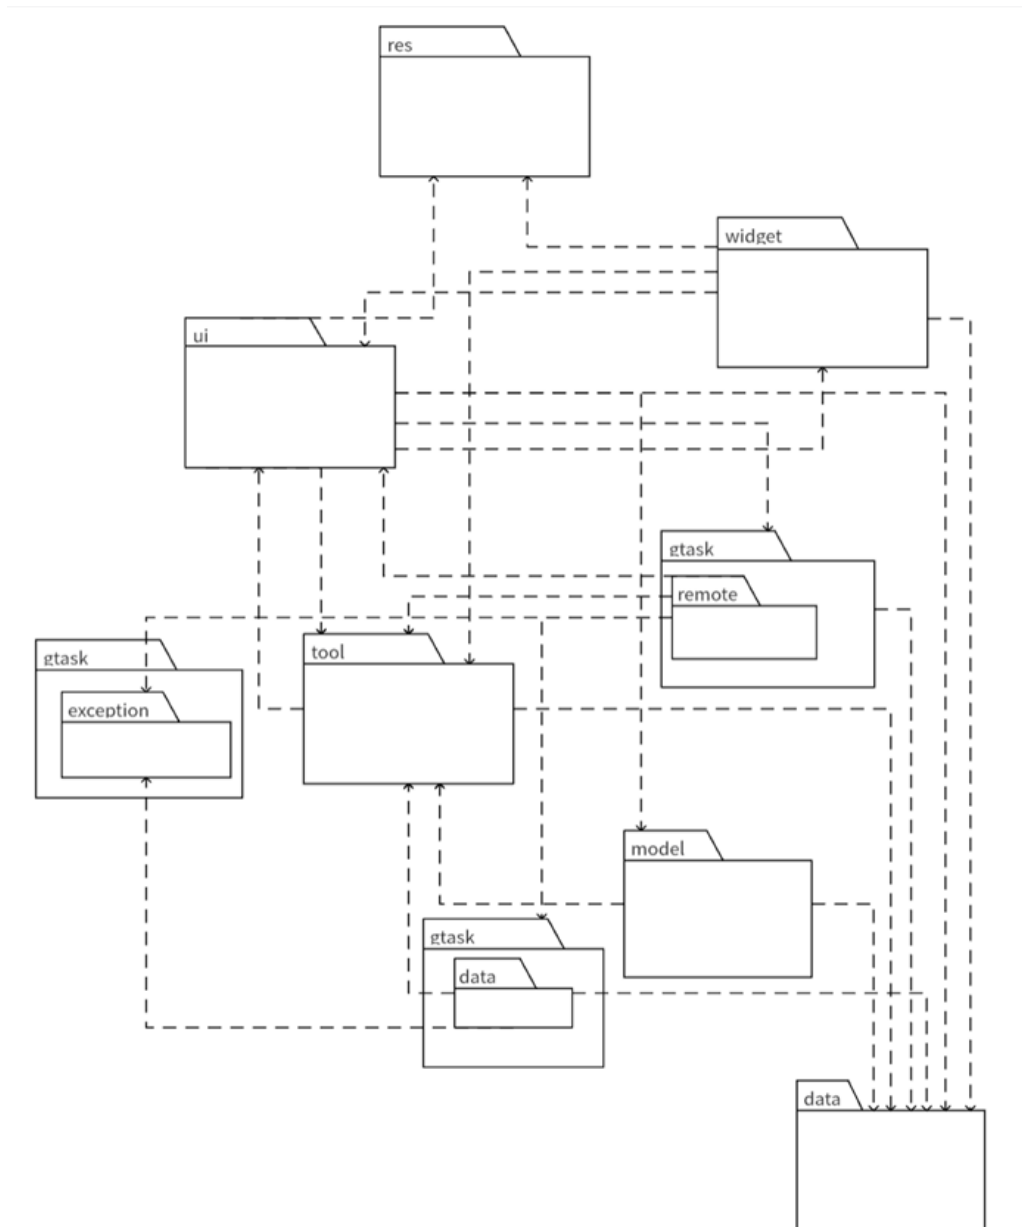 res
widget
ui
gtask
remote
tool
gtask
exception
model
gtask
data
data